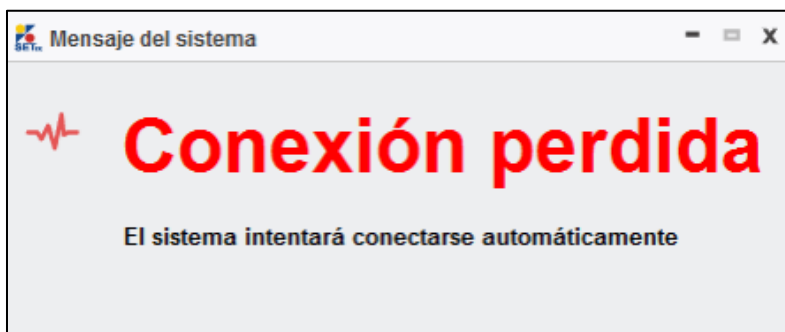 Mensaje del sistema
Conexión perdida
El sistema intentará conectarse automáticamente